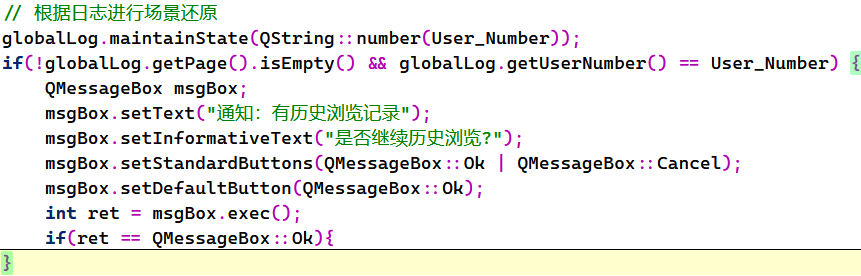 // 根据日志进行场景还原
globalLog.maintainState(QString::number(User_Number));
if(!globalLog.getPage().isEmpty() && globalLog.getUserNumber() == User_Number) {
    QMessageBox msgBox;
    msgBox.setText("通知：有历史浏览记录");
    msgBox.setInformativeText("是否继续历史浏览?");
    msgBox.setStandardButtons(QMessageBox::Ok | QMessageBox::Cancel);
    msgBox.setDefaultButton(QMessageBox::Ok);
    int ret = msgBox.exec();
    if(ret == QMessageBox::Ok){
}